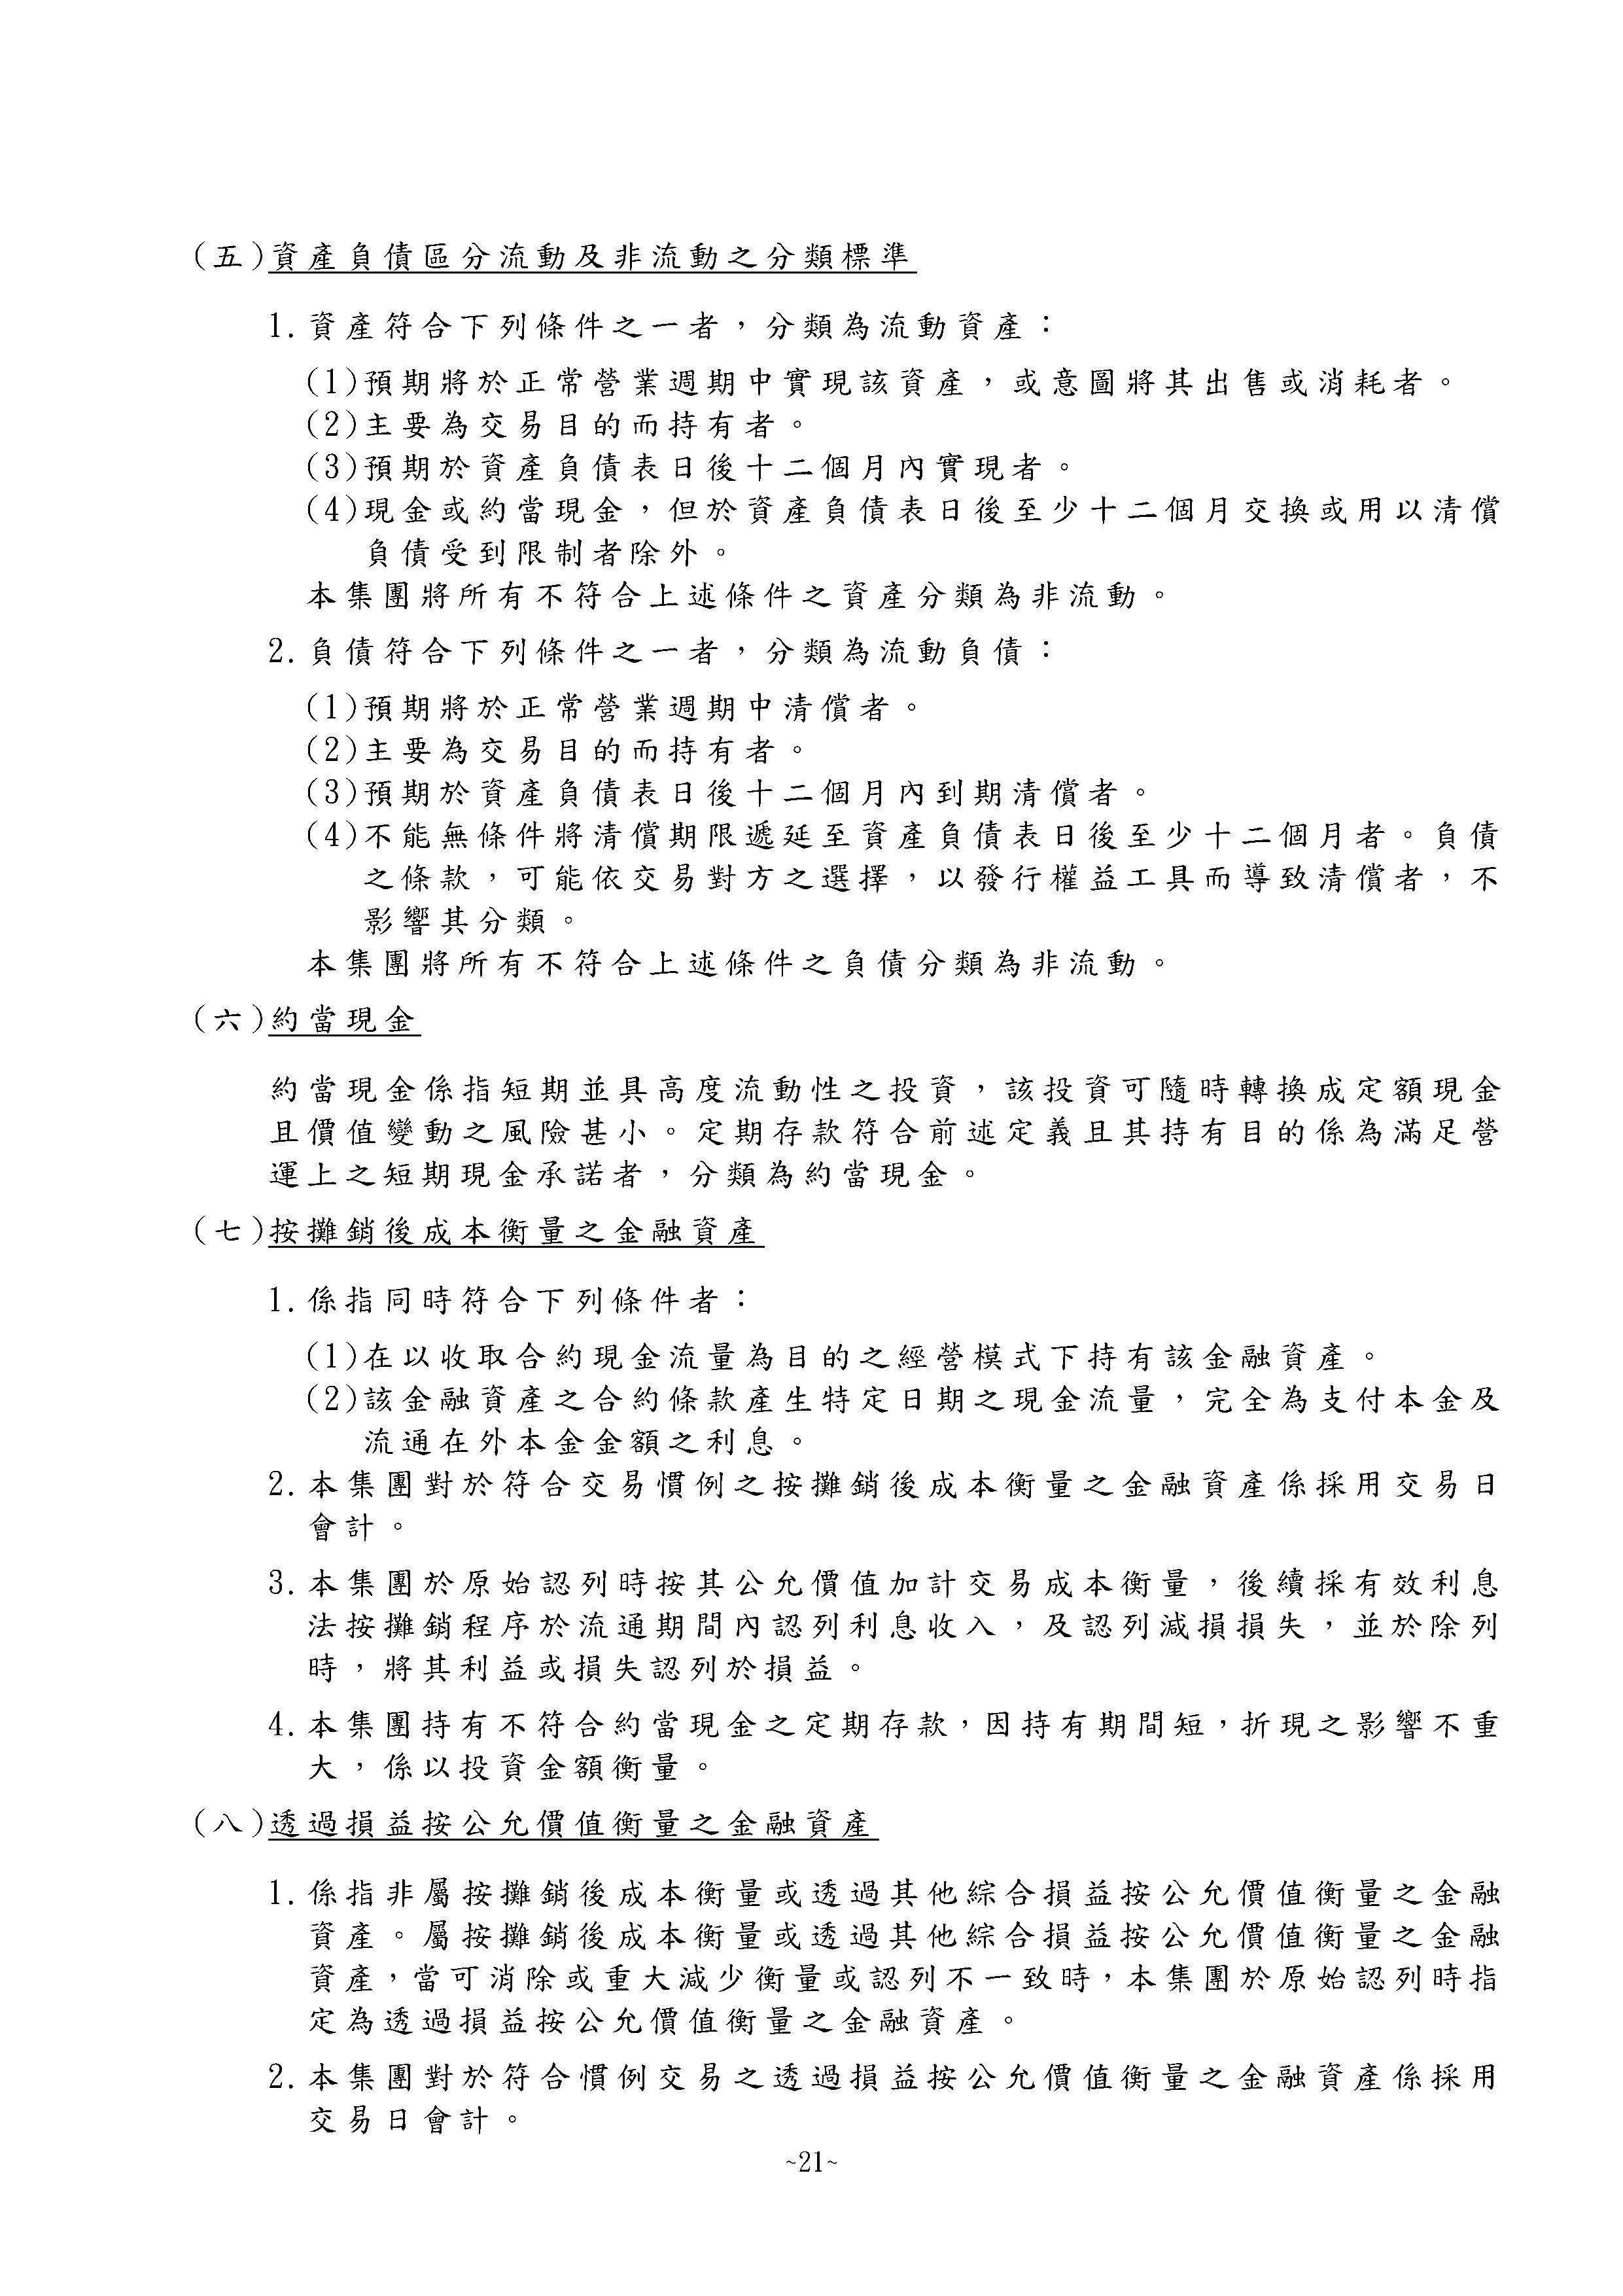 (五)資產負債區分流動及非流動之分類標準
1.資產符合下列條件之一者，分類為流動資產：
(1)預期將於正常營業週期中實現該資產，或意圖將其出售或消耗者。
(2)主要為交易目的而持有者。
(3)預期於資產負債表日後十二個月內實現者。
(4)現金或約當現金，但於資產負債表日後至少十二個月交換或用以清償
負債受到限制者除外。
本集團將所有不符合上述條件之資產分類為非流動。
2.負債符合下列條件之一者，分類為流動負債：
(1)預期將於正常營業週期中清償者。
(2)主要為交易目的而持有者。
(3)預期於資產負債表日後十二個月內到期清償者。
(4)不能無條件將清償期限遞延至資產負債表日後至少十二個月者。負債
之條款，可能依交易對方之選擇，以發行權益工具而導致清償者，不
影響其分類。
本集團將所有不符合上述條件之負債分類為非流動。
(六)約當現金
約當現金係指短期並具高度流動性之投資，該投資可隨時轉換成定額現金
且價值變動之風險甚小。定期存款符合前述定義且其持有目的係為滿足營
運上之短期現金承諾者，分類為約當現金。
(七)按攤銷後成本衡量之金融資產
1.係指同時符合下列條件者：
(1)在以收取合約現金流量為目的之經營模式下持有該金融資產。
(2)該金融資產之合約條款產生特定日期之現金流量，完全為支付本金及
流通在外本金金額之利息。
2.本集團對於符合交易慣例之按攤銷後成本衡量之金融資產係採用交易日
會計。
3.本集團於原始認列時按其公允價值加計交易成本衡量，後續採有效利息
法按攤銷程序於流通期間內認列利息收入，及認列減損損失，並於除列
時，將其利益或損失認列於損益。
4.本集團持有不符合約當現金之定期存款，因持有期間短，折現之影響不重
大，係以投資金額衡量。
(八)透過損益按公允價值衡量之金融資產
1.係指非屬按攤銷後成本衡量或透過其他綜合損益按公允價值衡量之金融
資產。屬按攤銷後成本衡量或透過其他綜合損益按公允價值衡量之金融
資產，當可消除或重大減少衡量或認列不一致時，本集團於原始認列時指
定為透過損益按公允價值衡量之金融資產。
2.本集團對於符合慣例交易之透過損益按公允價值衡量之金融資產係採用
交易日會計。
~21~